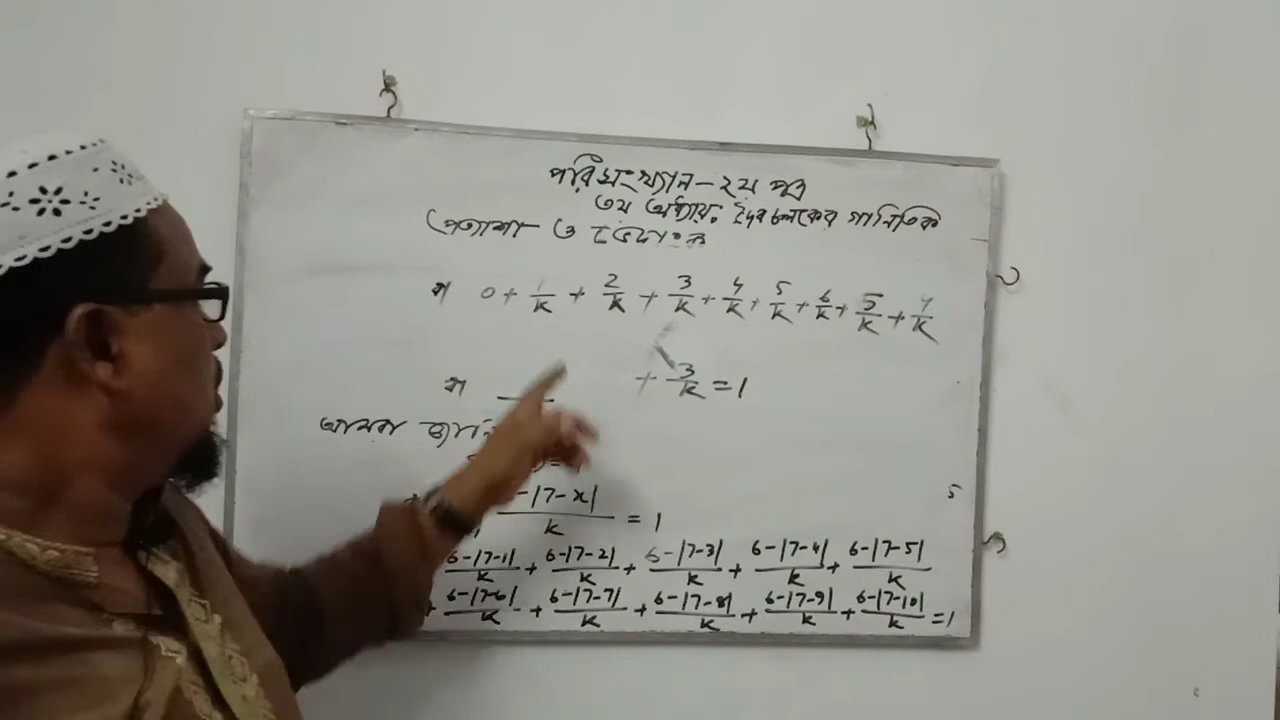 পরিসংখ্যান - ২য় পত্র
৩য় অধ্যায়: দৈব চলকের গানিতিক
প্রত্যাশা ও
বা 0 + 1/k + 2/k + 3/k + 4/k + 5/k + 6/k + 5/k + 4/k
বা + 3/k = 1
আমরা
- |7-x| / k = 1
5
6-|7-1|/k + 6-|7-2|/k + 6-|7-3|/k + 6-|7-4|/k + 6-|7-5|/k
+ 6-|7-6|/k + 6-|7-7|/k + 6-|7-8|/k + 6-|7-9|/k + 6-|7-10|/k = 1